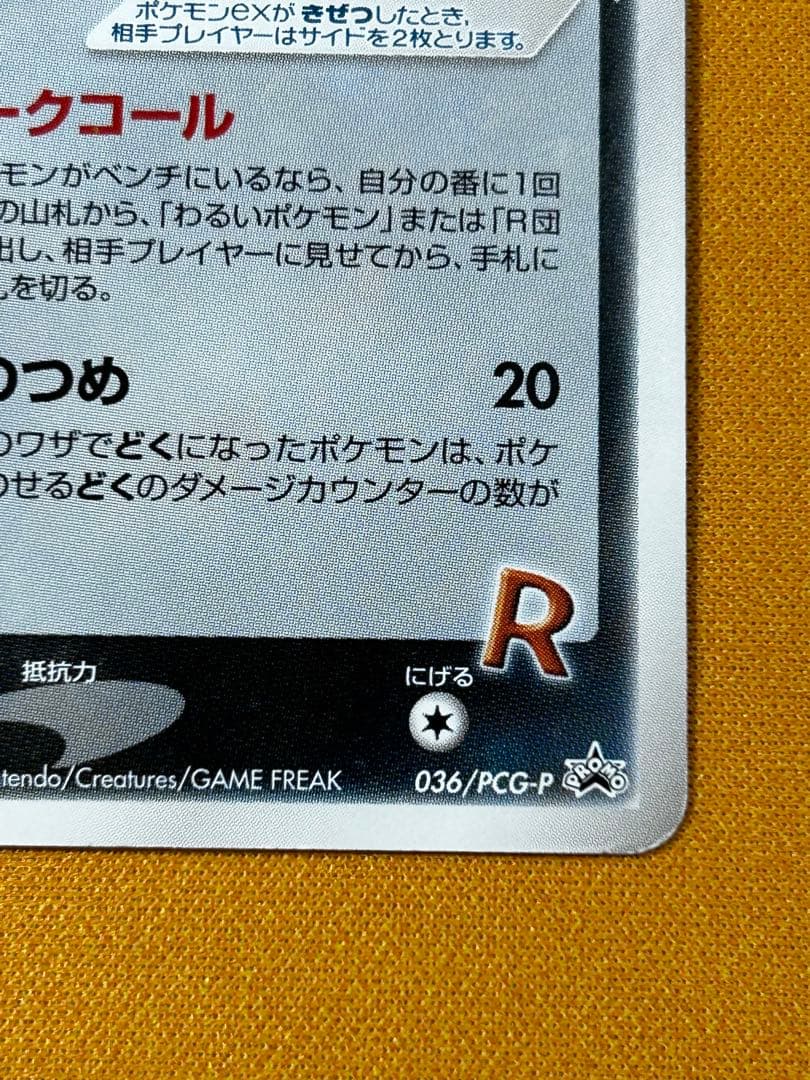 ポケモンexが きぜつしたとき、
相手プレイヤーはサイドを2枚とります。
ークコール
モンがベンチにいるなら、自分の番に1回
の山札から、「わるいポケモン」または「R団
出し、相手プレイヤーに見せてから、手札に
を切る。
のつめ 20
のワザでどくになったポケモンは、ポケ
せるどくのダメージカウンターの数が
R
抵抗力 にげる
tendo/Creatures/GAME FREAK 036/PCG-P PROMO